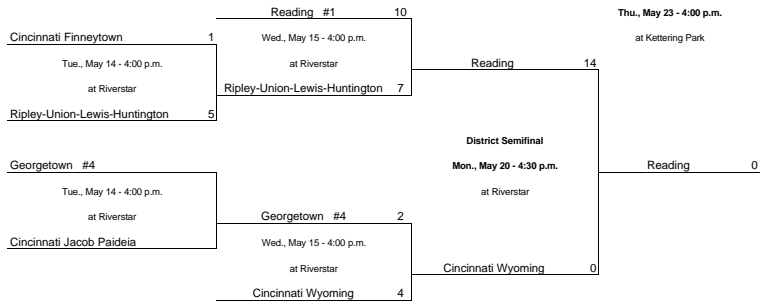 Reading #1 10
Thu., May 23 - 4:00 p.m.
Cincinnati Finneytown 1
Wed., May 15 - 4:00 p.m.
at Kettering Park
Tue., May 14 - 4:00 p.m.
at Riverstar
Reading 14
at Riverstar
Ripley-Union-Lewis-Huntington 7
Ripley-Union-Lewis-Huntington 5
District Semifinal
Georgetown #4
Mon., May 20 - 4:30 p.m.
Reading 0
Tue., May 14 - 4:00 p.m.
at Riverstar
at Riverstar
Georgetown #4 2
Cincinnati Jacob Paideia
Wed., May 15 - 4:00 p.m.
at Riverstar
Cincinnati Wyoming 0
Cincinnati Wyoming 4